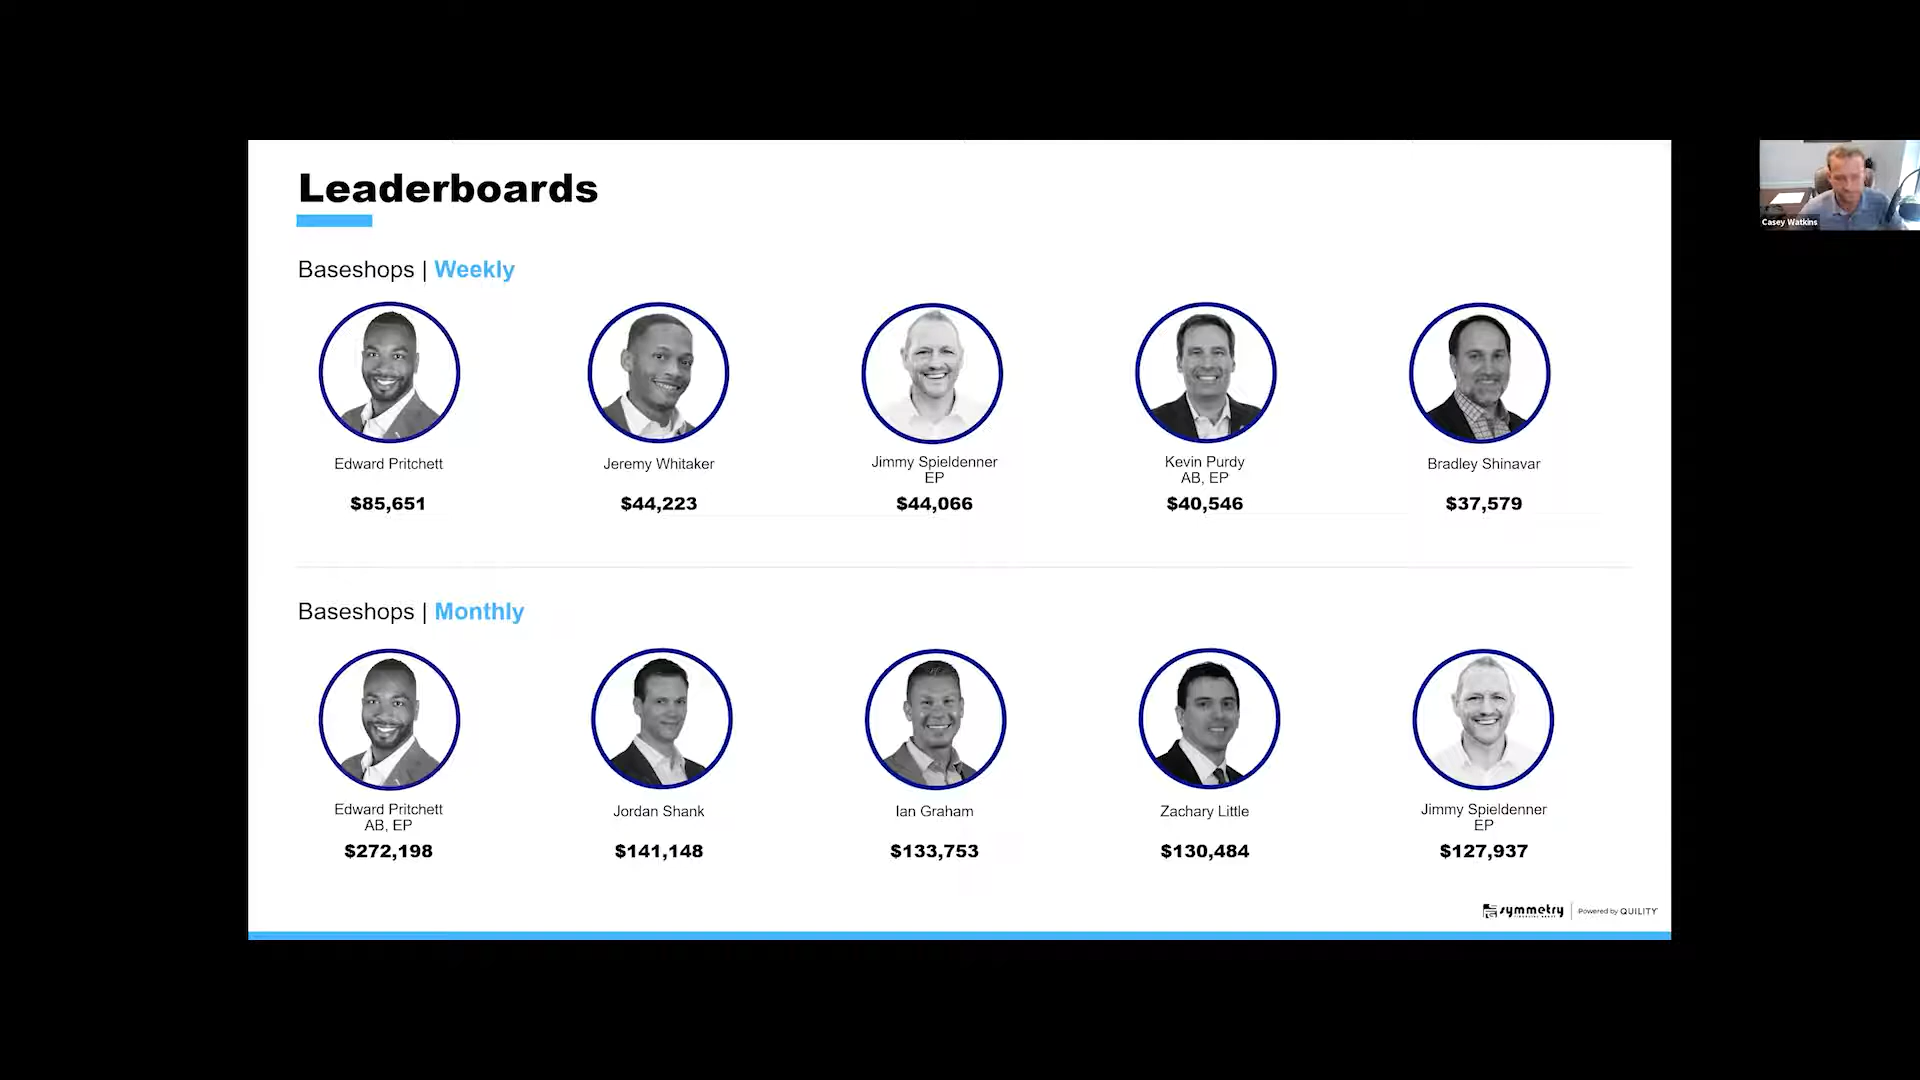 Leaderboards
Casey Watkins
Baseshops | Weekly
Edward Pritchett
$85,651
Jeremy Whitaker
$44,223
Jimmy Spieldenner
EP
$44,066
Kevin Purdy
AB, EP
$40,546
Bradley Shinavar
$37,579
Baseshops | Monthly
Edward Pritchett
AB, EP
$272,198
Jordan Shank
$141,148
Ian Graham
$133,753
Zachary Little
$130,484
Jimmy Spieldenner
EP
$127,937
symmetry
FINANCIAL GROUP
Powered by QUILITY